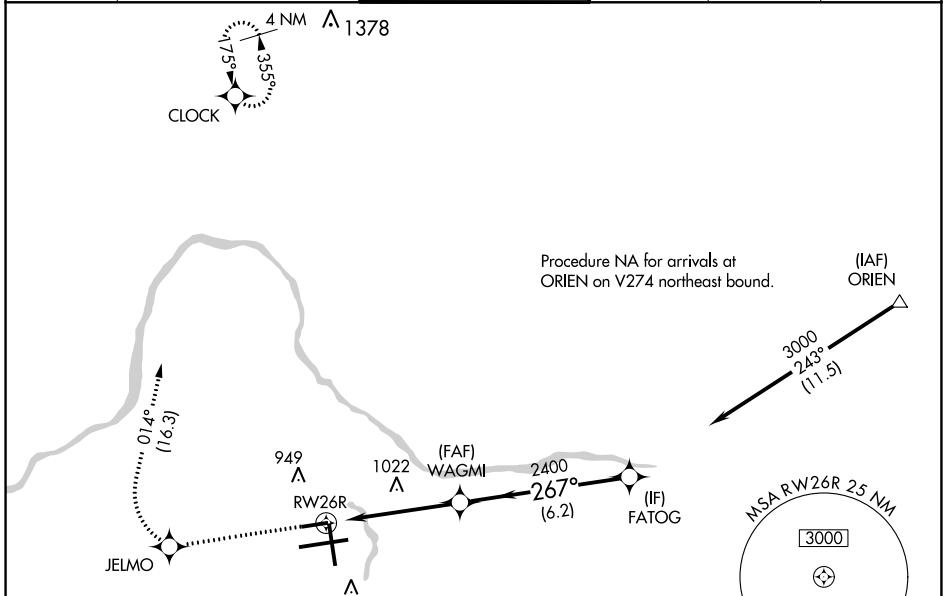 4 NM
1378
175°
355°
CLOCK
Procedure NA for arrivals at
ORIEN on V274 northeast bound.
(IAF)
ORIEN
3000
243°
(11.5)
014°
(16.3)
949
1022
(FAF)
WAGMI
2400
267°
(6.2)
(IF)
FATOG
RW26R
JELMO
MSA RW26R 25 NM
3000